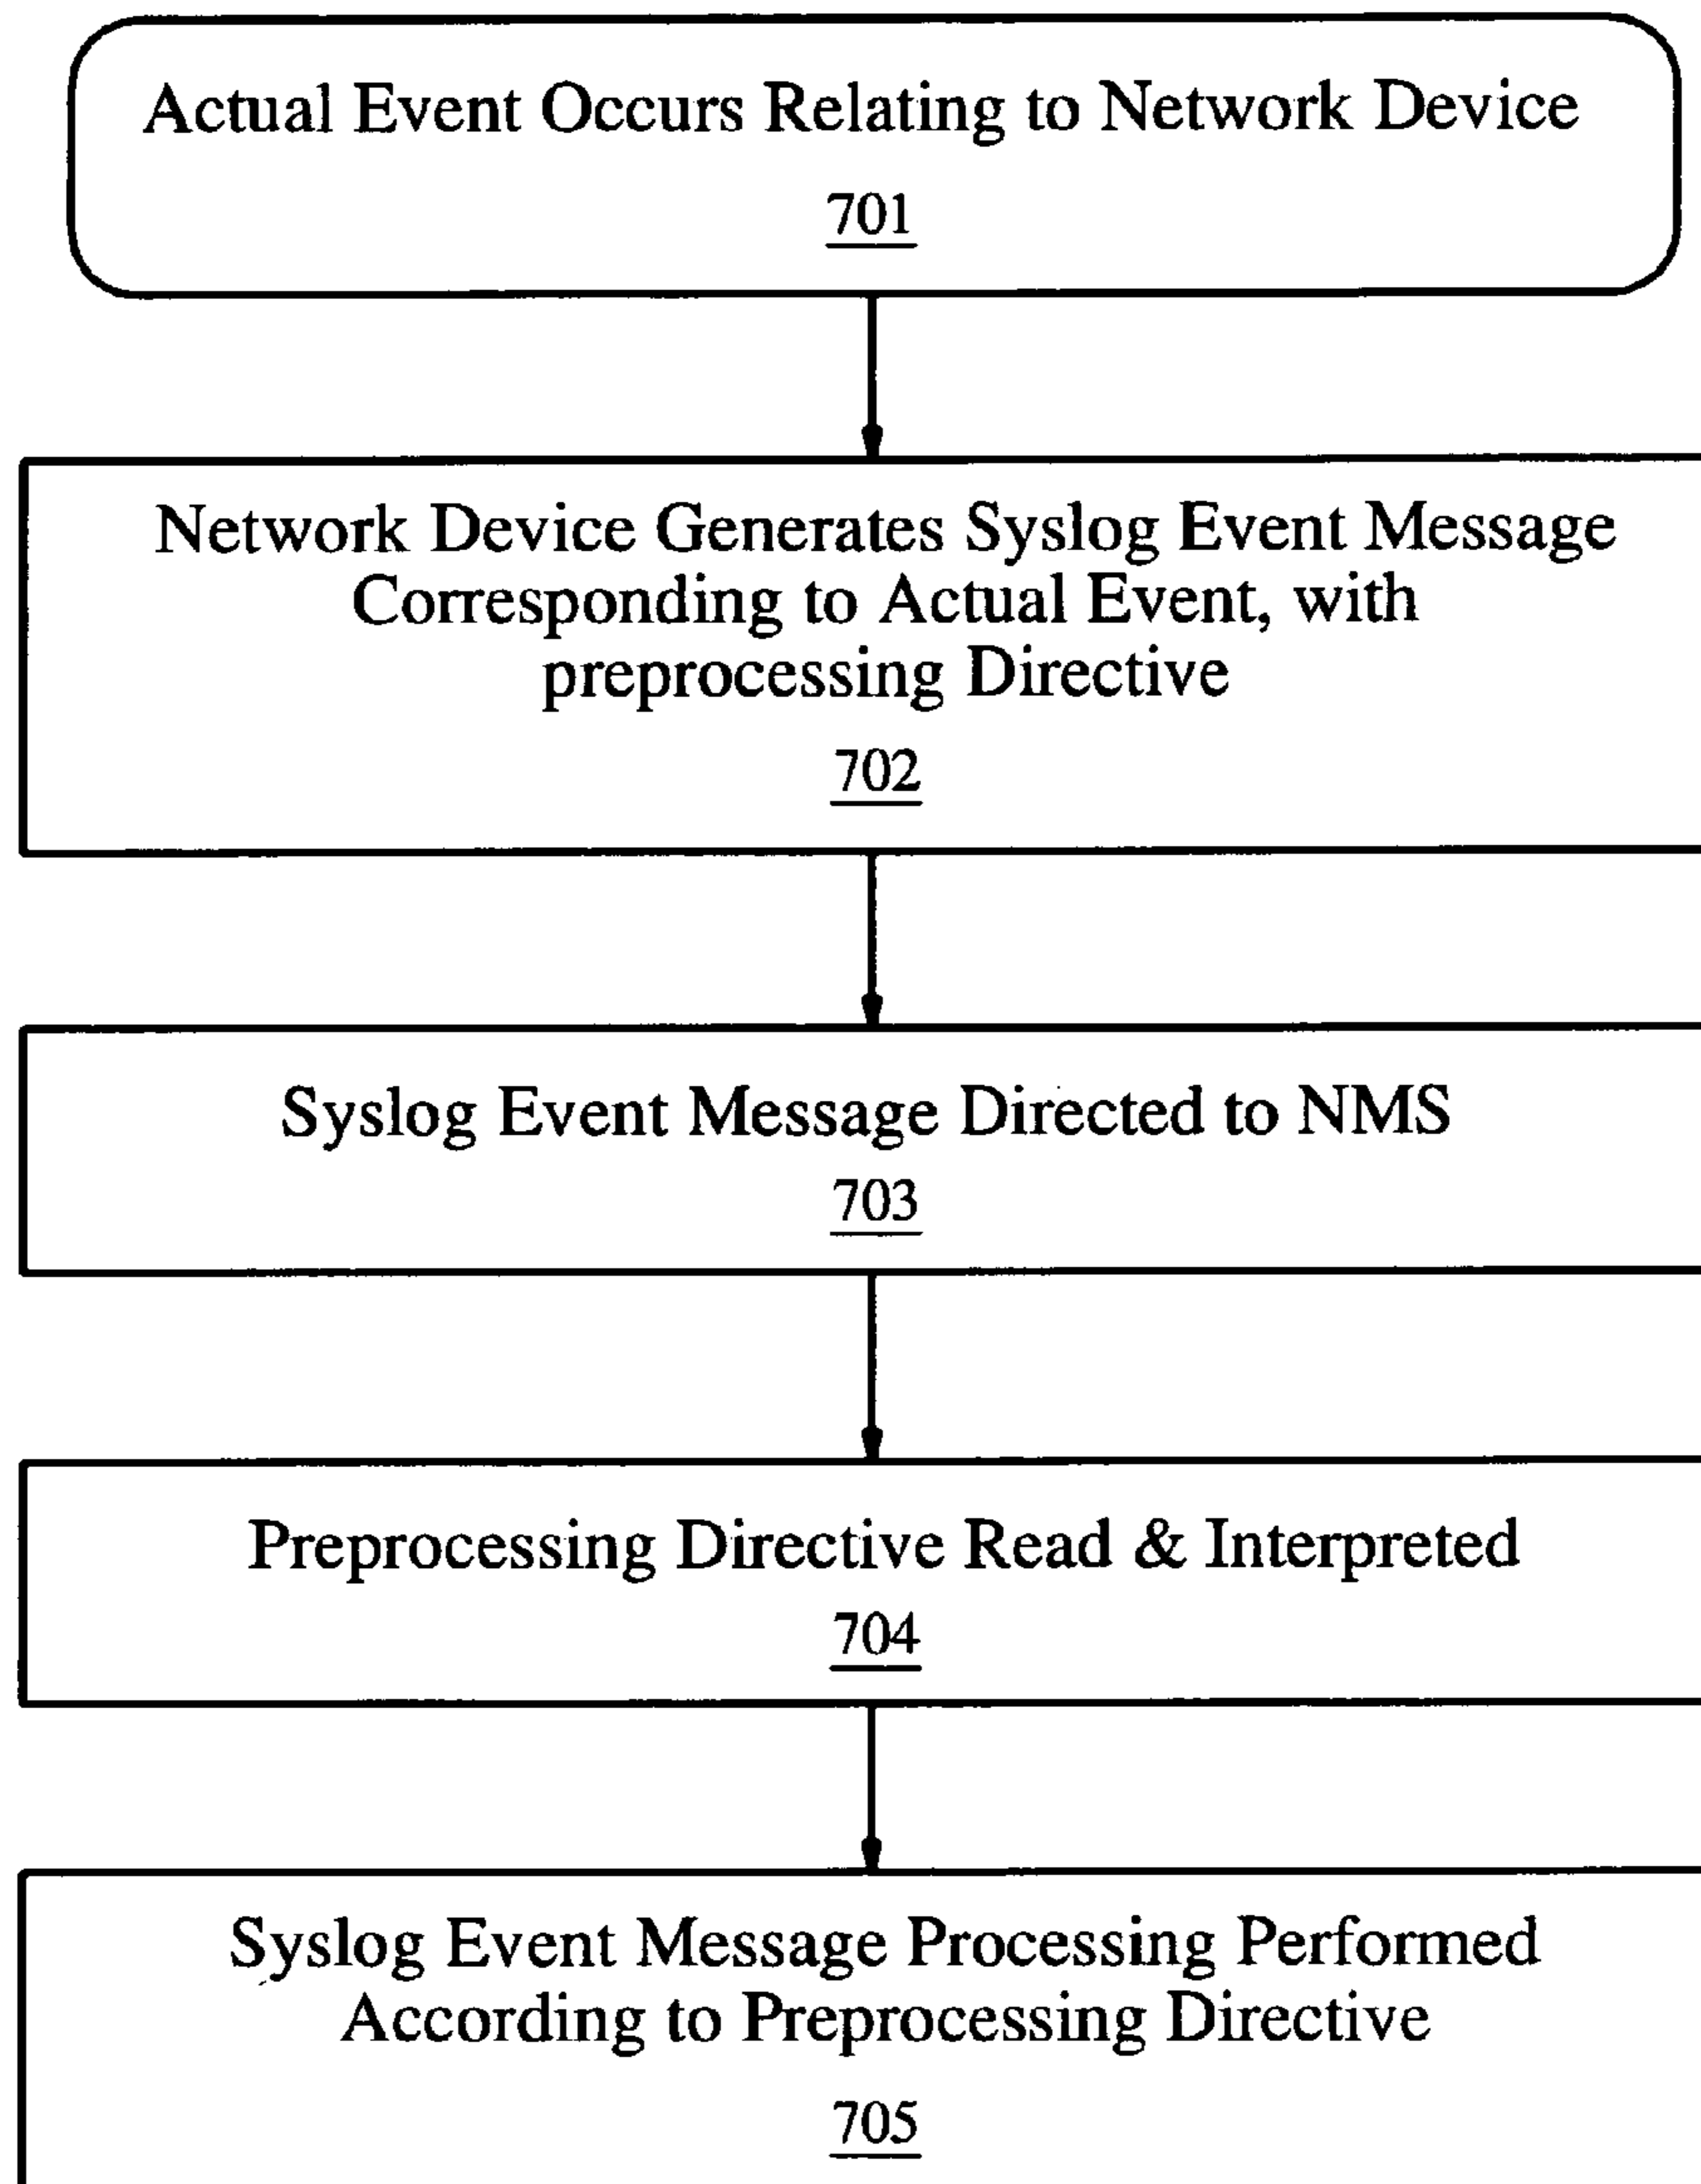 Actual Event Occurs Relating to Network Device
701
Network Device Generates Syslog Event Message
Corresponding to Actual Event, with
preprocessing Directive
702
Syslog Event Message Directed to NMS
703
Preprocessing Directive Read & Interpreted
704
Syslog Event Message Processing Performed
According to Preprocessing Directive
705